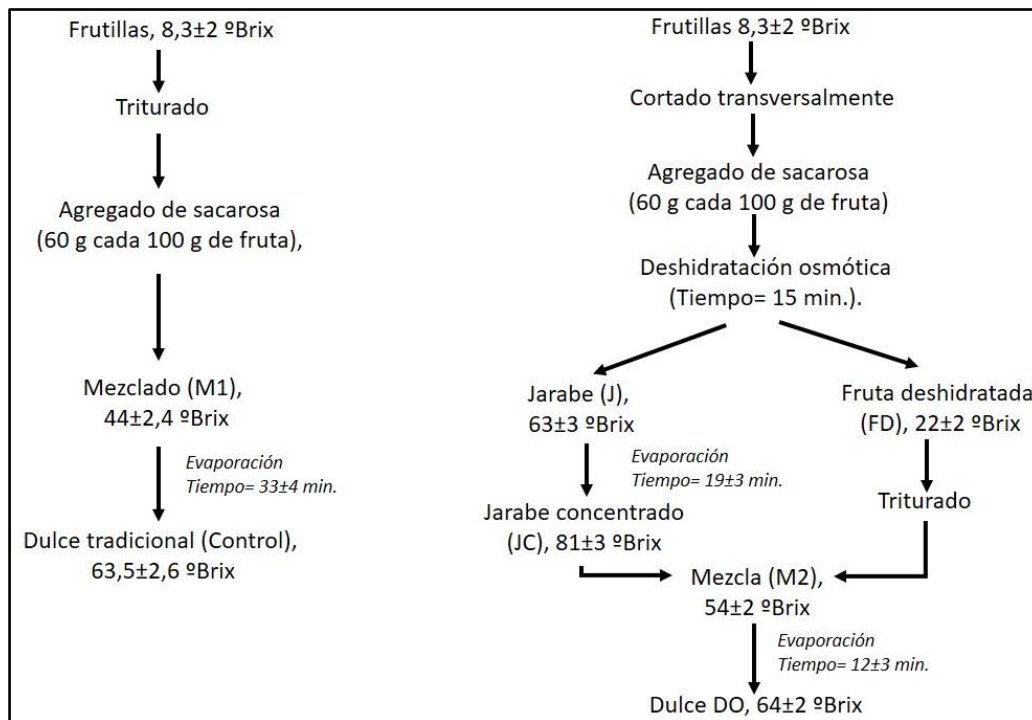 Frutillas, 8,3±2 ºBrix
Triturado
Agregado de sacarosa
(60 g cada 100 g de fruta),
Mezclado (M1),
44±2,4 ºBrix
Evaporación
Tiempo= 33±4 min.
Dulce tradicional (Control),
63,5±2,6 ºBrix
Frutillas 8,3±2 ºBrix
Cortado transversalmente
Agregado de sacarosa
(60 g cada 100 g de fruta)
Deshidratación osmótica
(Tiempo= 15 min.).
Jarabe (J),
63±3 ºBrix
Evaporación
Tiempo= 19±3 min.
Jarabe concentrado
(JC), 81±3 ºBrix
Fruta deshidratada
(FD), 22±2 ºBrix
Triturado
Mezcla (M2),
54±2 ºBrix
Evaporación
Tiempo= 12±3 min.
Dulce DO, 64±2 ºBrix